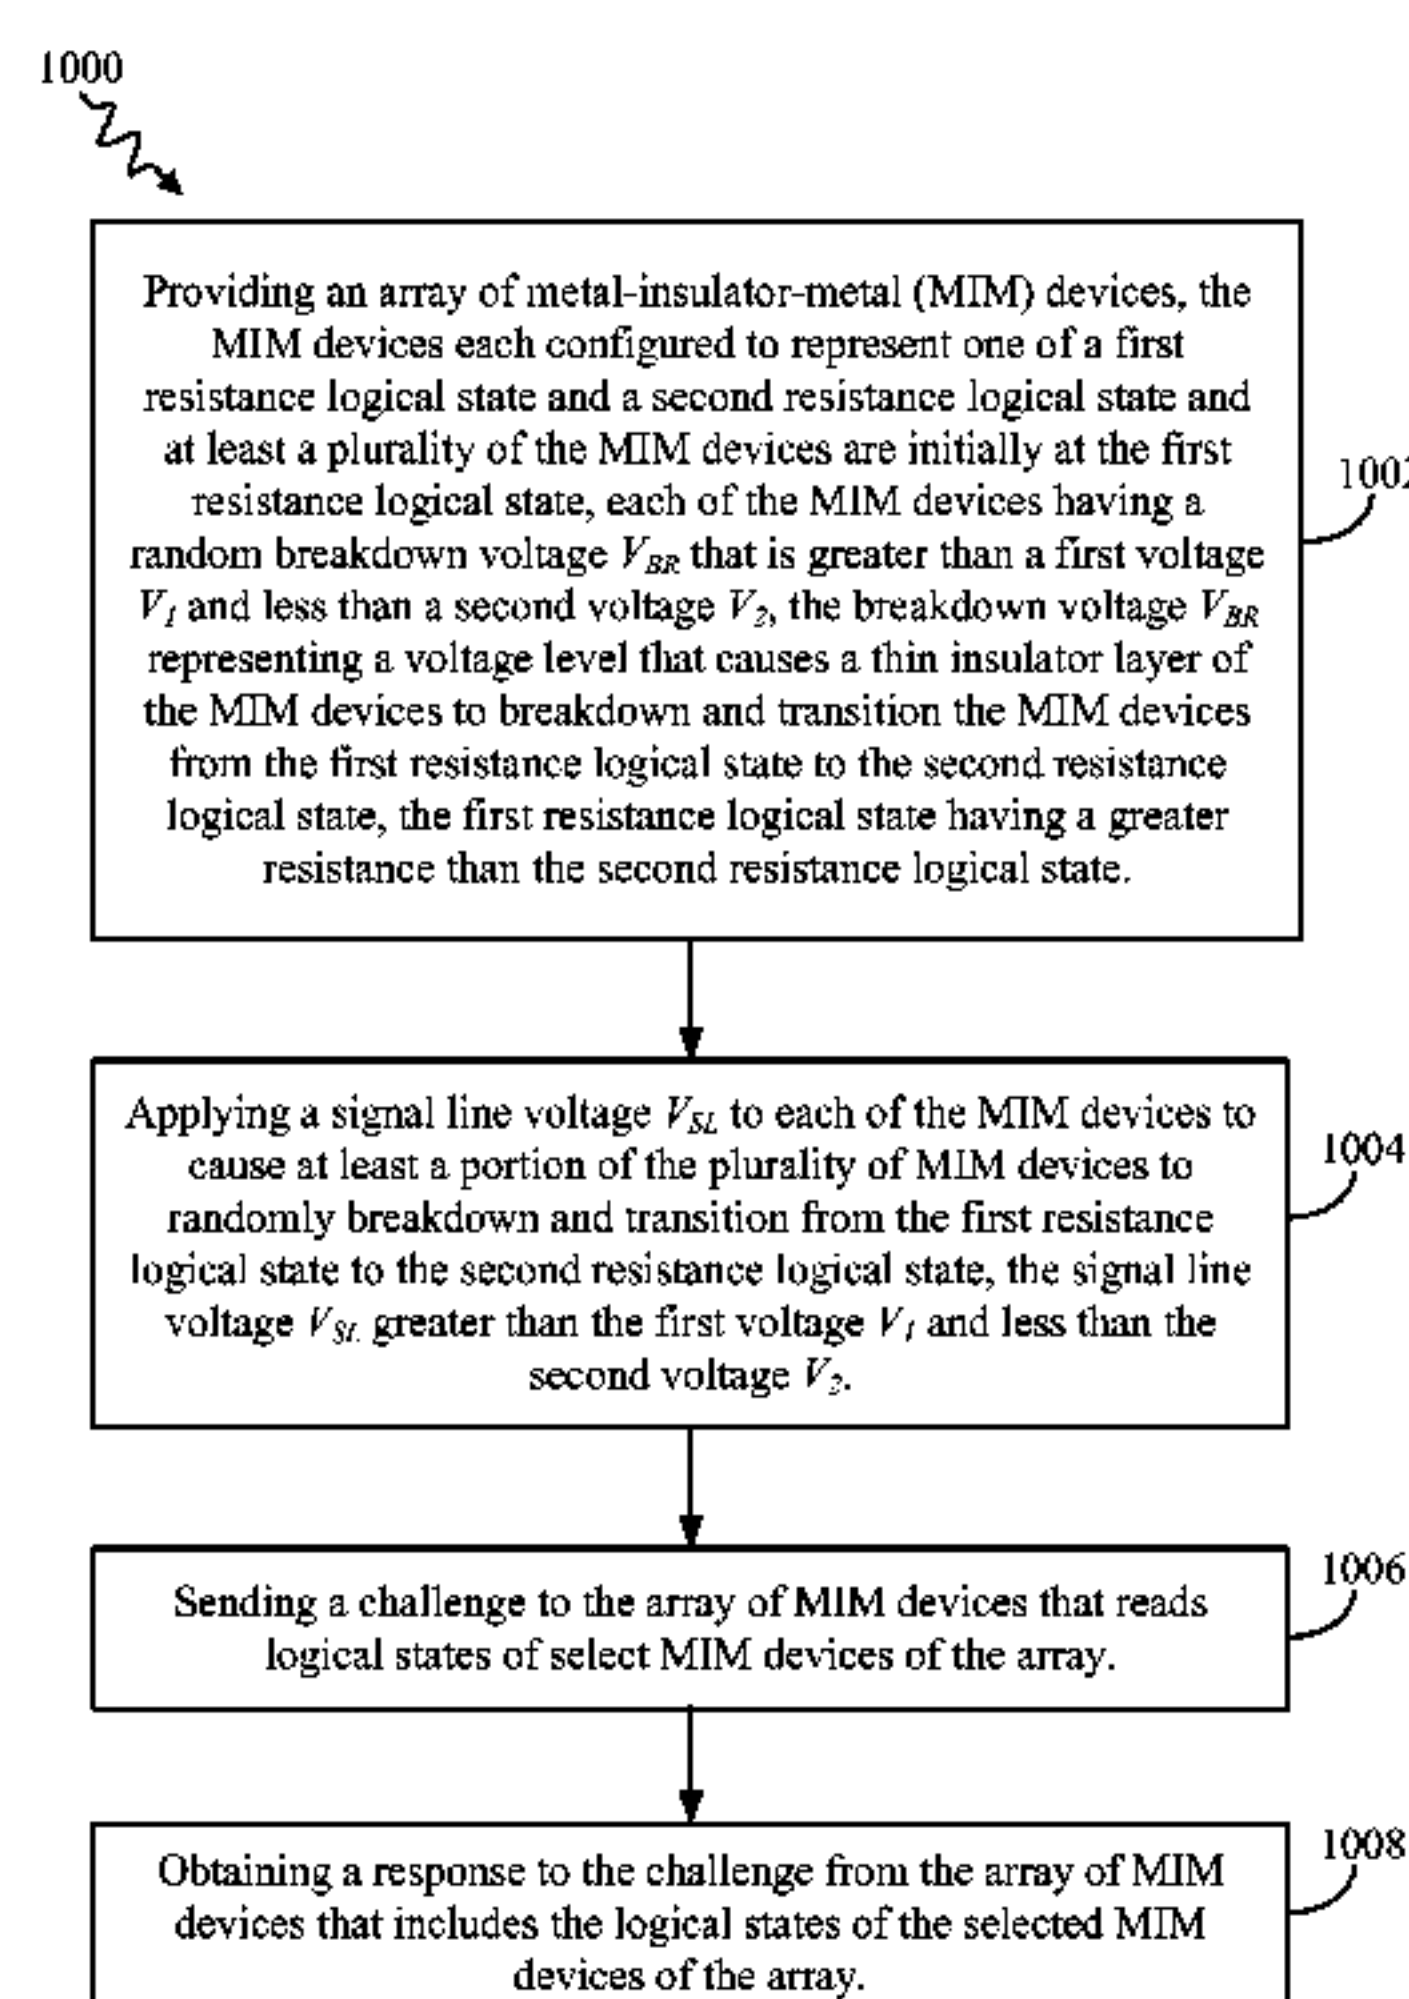 1000
Providing an array of metal-insulator-metal (MIM) devices, the
MIM devices each configured to represent one of a first
resistance logical state and a second resistance logical state and
at least a plurality of the MIM devices are initially at the first
resistance logical state, each of the MIM devices having a
random breakdown voltage V_BR that is greater than a first voltage
V_1 and less than a second voltage V_2, the breakdown voltage V_BR
representing a voltage level that causes a thin insulator layer of
the MIM devices to breakdown and transition the MIM devices
from the first resistance logical state to the second resistance
logical state, the first resistance logical state having a greater
resistance than the second resistance logical state.
1002
Applying a signal line voltage V_SL to each of the MIM devices to
cause at least a portion of the plurality of MIM devices to
randomly breakdown and transition from the first resistance
logical state to the second resistance logical state, the signal line
voltage V_SL greater than the first voltage V_1 and less than the
second voltage V_2.
1004
Sending a challenge to the array of MIM devices that reads
logical states of select MIM devices of the array.
1006
Obtaining a response to the challenge from the array of MIM
devices that includes the logical states of the selected MIM
devices of the array.
1008